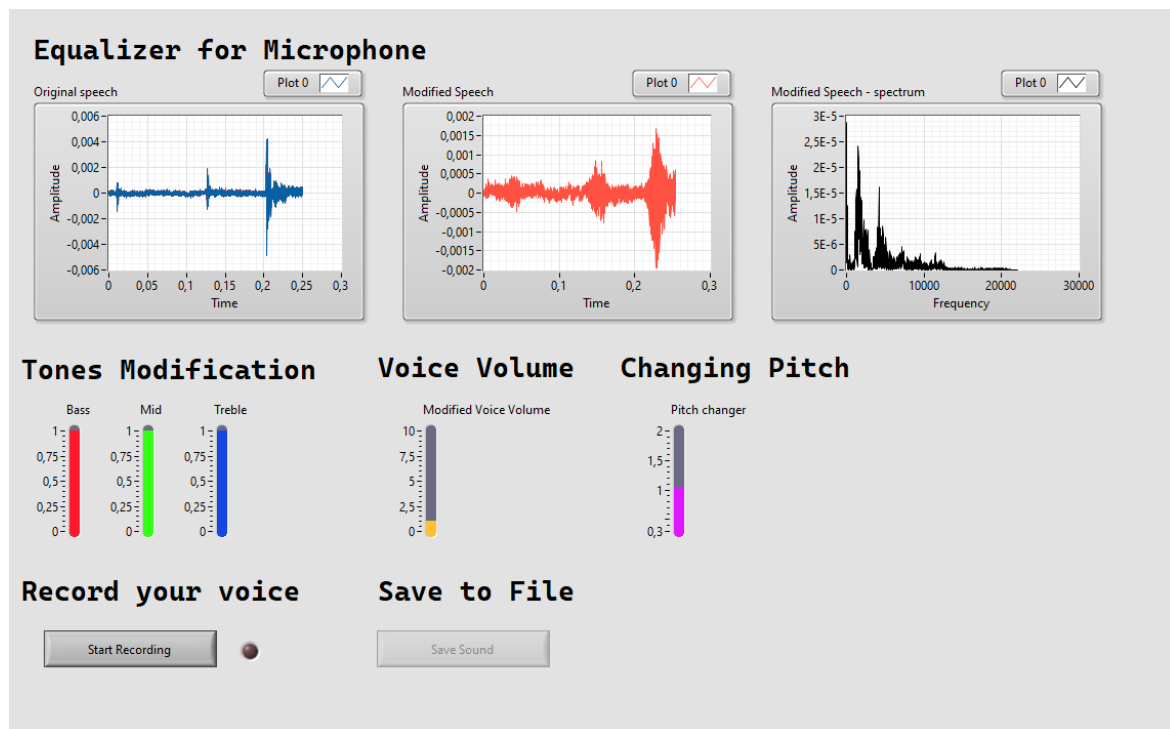 Equalizer for Microphone
Original speech
Plot 0
0,006
0,004
0,002
0
-0,002
-0,004
-0,006
Amplitude
0 0,05 0,1 0,15 0,2 0,25 0,3
Time
Modified Speech
Plot 0
0,002
0,0015
0,001
0,0005
0
-0,0005
-0,001
-0,0015
-0,002
Amplitude
0 0,1 0,2 0,3
Time
Modified Speech - spectrum
Plot 0
3E-5
2,5E-5
2E-5
1,5E-5
1E-5
5E-6
0
Amplitude
0 10000 20000 30000
Frequency
Tones Modification
Bass
1
0,75
0,5
0,25
0
Mid
1
0,75
0,5
0,25
0
Treble
1
0,75
0,5
0,25
0
Voice Volume
Modified Voice Volume
10
7,5
5
2,5
0
Changing Pitch
Pitch changer
2
1,5
1
0,3
Record your voice
Start Recording
Save to File
Save Sound